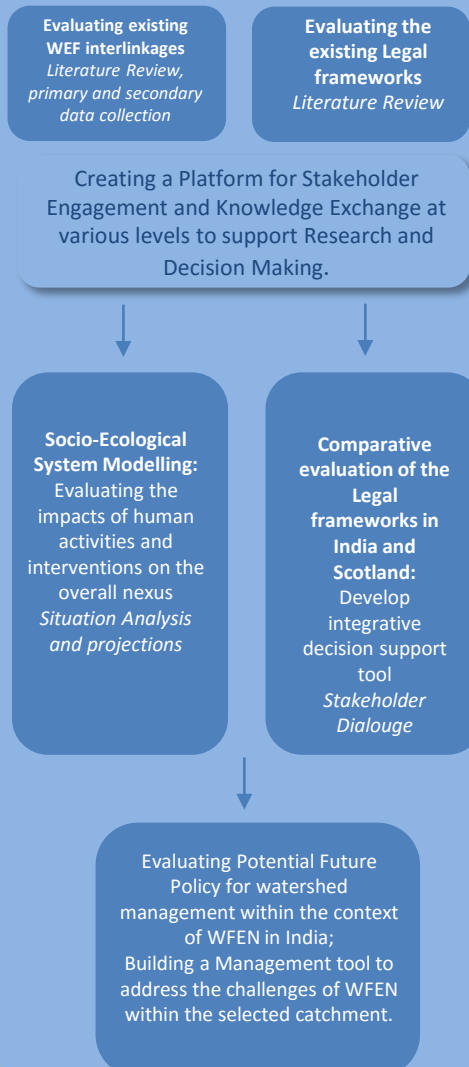 Evaluating existing
WEF interlinkages
Literature Review,
primary and secondary
data collection
Evaluating the
existing Legal
frameworks
Literature Review
Creating a Platform for Stakeholder
Engagement and Knowledge Exchange at
various levels to support Research and
Decision Making.
Socio-Ecological
System Modelling:
Evaluating the
impacts of human
activities and
interventions on the
overall nexus
Situation Analysis
and projections
Comparative
evaluation of the
Legal
frameworks in
India and
Scotland:
Develop
integrative
decision support
tool
Stakeholder
Dialouge
Evaluating Potential Future
Policy for watershed
management within the context
of WFEN in India;
Building a Management tool to
address the challenges of WFEN
within the selected catchment.